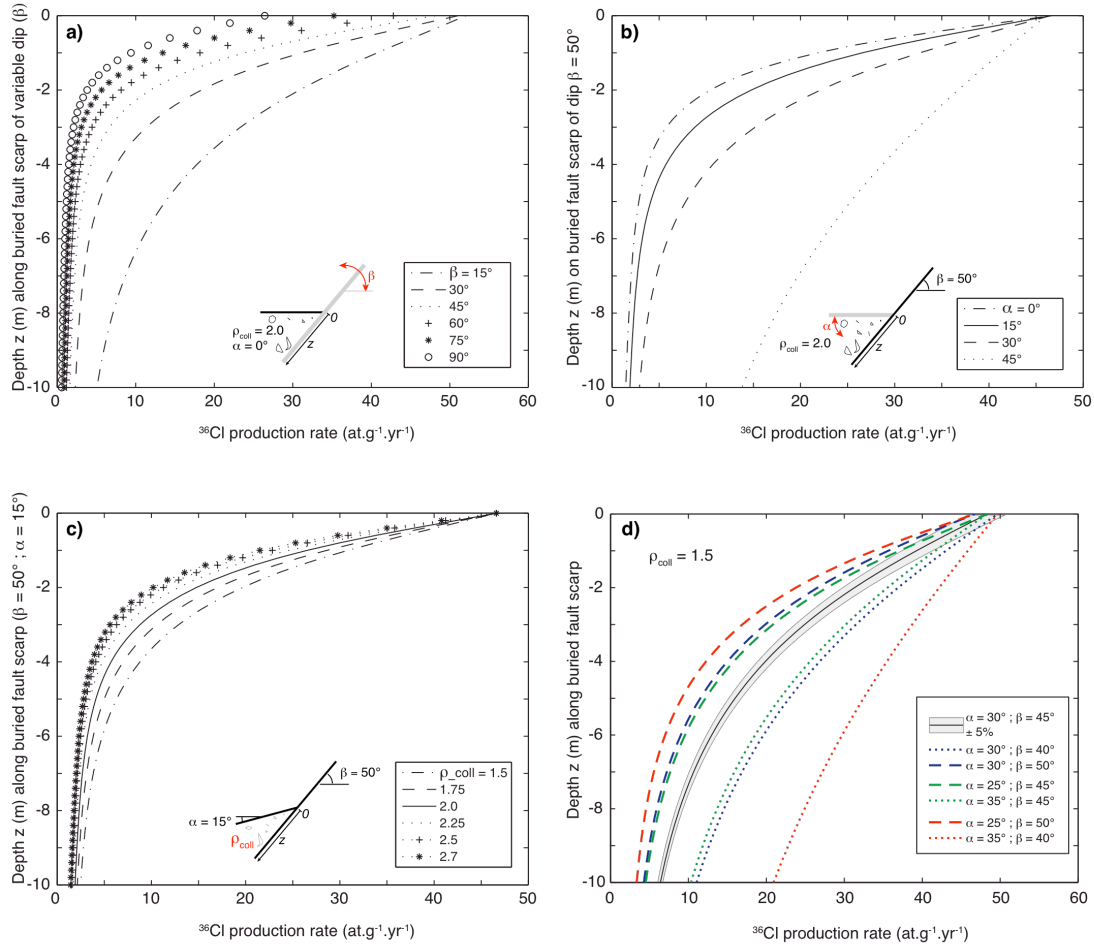 a)
Depth z (m) along buried fault scarp of variable dip (β)
0
-2
-4
-6
-8
-10
0
10
20
30
40
50
60
³⁶Cl production rate (at.g⁻¹.yr⁻¹)
β
0
ρcoll = 2.0
α = 0°
z
β = 15°
30°
45°
60°
75°
90°
b)
Depth z (m) on buried fault scarp of dip β = 50°
0
-2
-4
-6
-8
-10
0
10
20
30
40
50
³⁶Cl production rate (at.g⁻¹.yr⁻¹)
β = 50°
0
α
ρcoll = 2.0
z
α = 0°
15°
30°
45°
c)
Depth z (m) along buried fault scarp (β = 50° ; α = 15°)
0
-2
-4
-6
-8
-10
0
10
20
30
40
50
³⁶Cl production rate (at.g⁻¹.yr⁻¹)
β = 50°
0
α = 15°
ρcoll
z
ρ_coll = 1.5
1.75
2.0
2.25
2.5
2.7
d)
Depth z (m) along buried fault scarp
0
-2
-4
-6
-8
-10
0
10
20
30
40
50
60
³⁶Cl production rate (at.g⁻¹.yr⁻¹)
ρcoll = 1.5
α = 30° ; β = 45°
± 5%
α = 30° ; β = 40°
α = 30° ; β = 50°
α = 25° ; β = 45°
α = 35° ; β = 45°
α = 25° ; β = 50°
α = 35° ; β = 40°